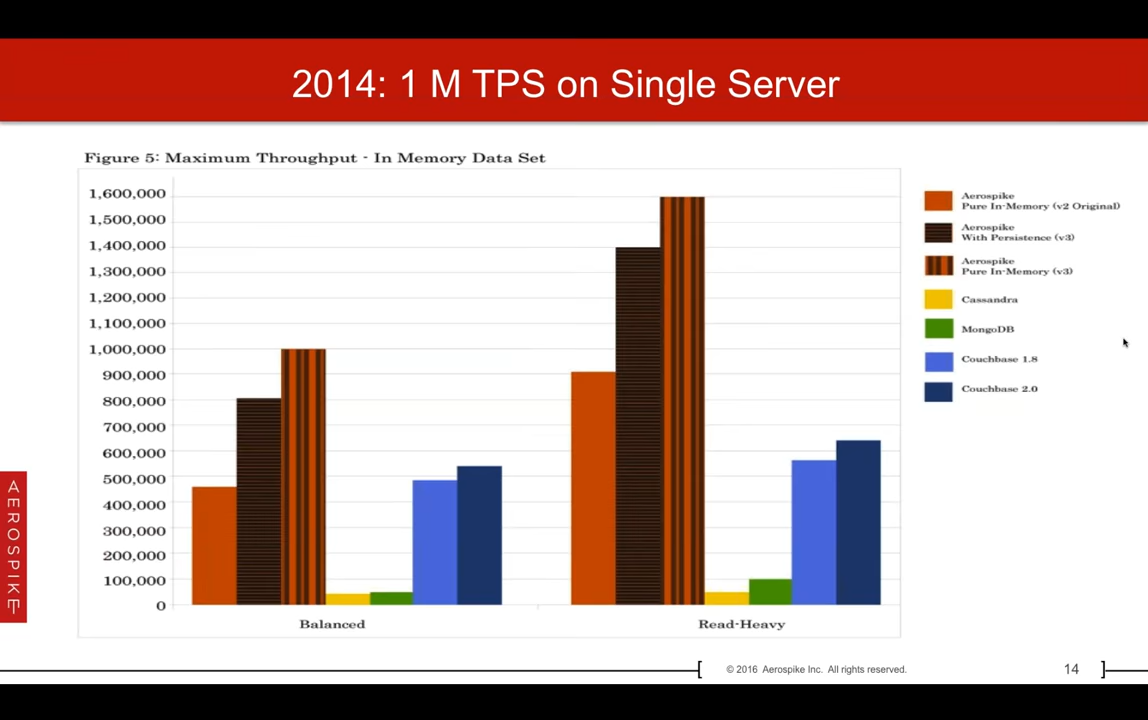 2014: 1 M TPS on Single Server
Figure 5: Maximum Throughput - In Memory Data Set
1,600,000
1,500,000
1,400,000
1,300,000
1,200,000
1,100,000
1,000,000
900,000
800,000
700,000
600,000
500,000
400,000
300,000
200,000
100,000
0
Balanced
Read-Heavy
Aerospike
Pure In-Memory (v2 Original)
Aerospike
With Persistence (v3)
Aerospike
Pure In-Memory (v3)
Cassandra
MongoDB
Couchbase 1.8
Couchbase 2.0
AEROSPIKE
© 2016 Aerospike Inc. All rights reserved.
14